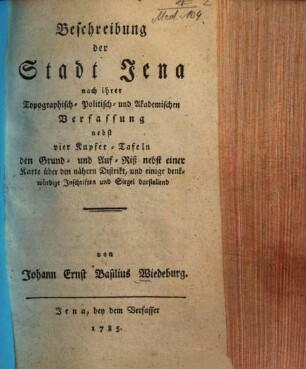 Med. 109.
Beschreibung
der
Stadt Jena
nach ihrer
Topographisch- Politisch- und Akademischen
Verfassung
nebst
vier Kupfer-Tafeln
den Grund- und Auf-Riß nebst einer
Karte über den nähern Distrikt, und einige denk-
würdige Inschriften und Siegel darstellend
von
Johann Ernst Basilius Wiedeburg.
Jena, bey dem Verfasser
1785.